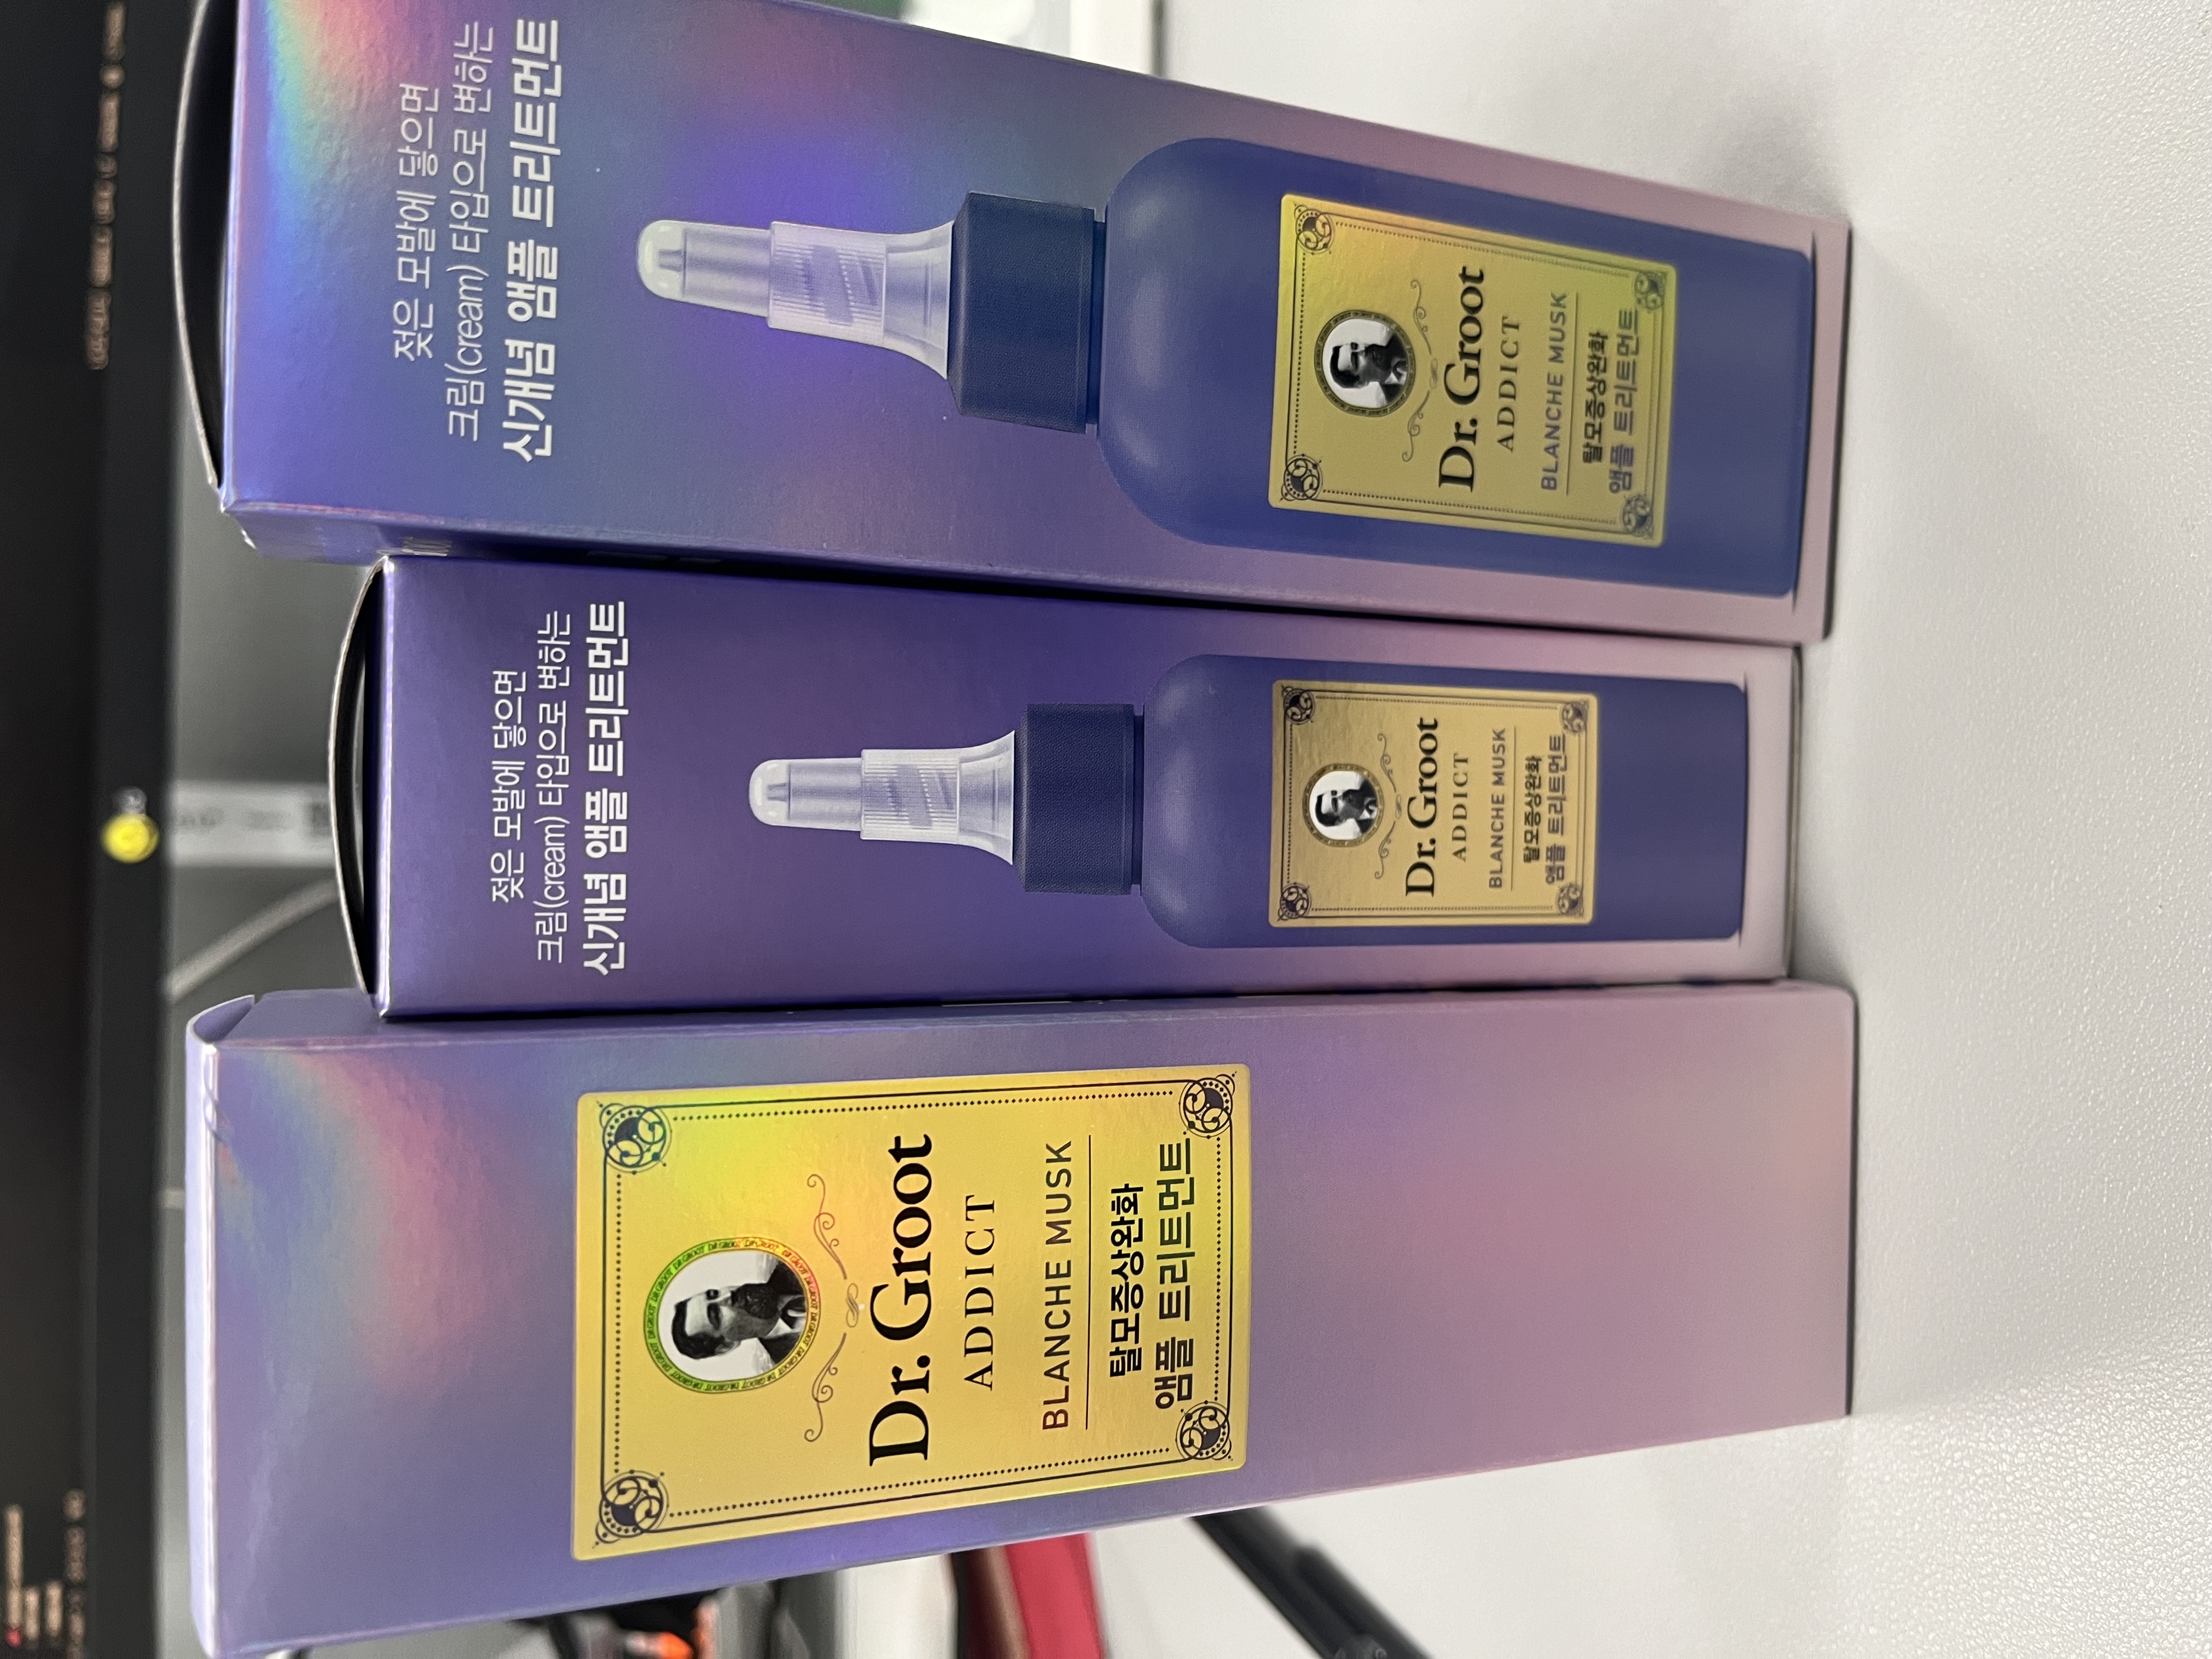 Dr. Groot
ADDICT
BLANCHE MUSK
탈모증상완화
앰플 트리트먼트
젖은 모발에 닿으면
크림(cream) 타입으로 변하는
신개념 앰플 트리트먼트
Dr. Groot
ADDICT
BLANCHE MUSK
탈모증상완화
앰플 트리트먼트
젖은 모발에 닿으면
크림(cream) 타입으로 변하는
신개념 앰플 트리트먼트
Dr. Groot
ADDICT
BLANCHE MUSK
탈모증상완화
앰플 트리트먼트